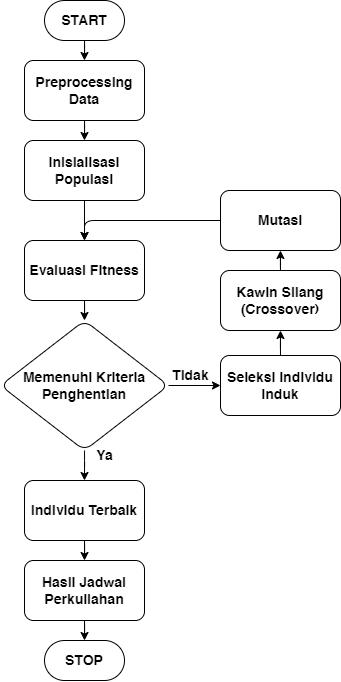 START
Preprocessing
Data
Inisialisasi
Populasi
Evaluasi Fitness
Memenuhi Kriteria
Penghentian
Tidak
Seleksi Individu
Induk
Kawin Silang
(Crossover)
Mutasi
Ya
Individu Terbaik
Hasil Jadwal
Perkuliahan
STOP